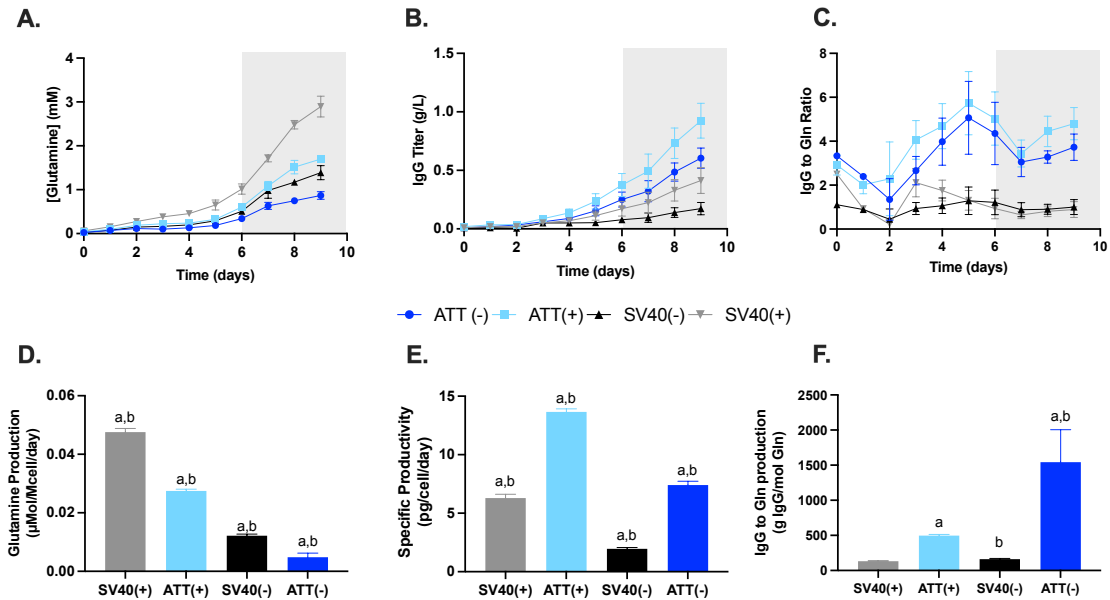 A.
B.
C.
[Glutamine] (mM)
4
3
2
1
0
0 2 4 6 8 10
Time (days)
IgG Titer (g/L)
1.5
1.0
0.5
0.0
0 2 4 6 8 10
Time (days)
IgG to Gln Ratio
8
6
4
2
0
0 2 4 6 8 10
Time (days)
ATT (-) ATT(+) SV40(-) SV40(+)
D.
E.
F.
Glutamine Production
(µMol/Mcell/day)
0.06
0.04
0.02
0.00
a,b
a,b
a,b
a,b
SV40(+) ATT(+) SV40(-) ATT(-)
Specific Productivity
(pg/cell/day)
15
10
5
0
a,b
a,b
a,b
a,b
SV40(+) ATT(+) SV40(-) ATT(-)
IgG to Gln production
(g IgG/mol Gln)
2500
2000
1500
1000
500
0
a
b
a,b
SV40(+) ATT(+) SV40(-) ATT(-)